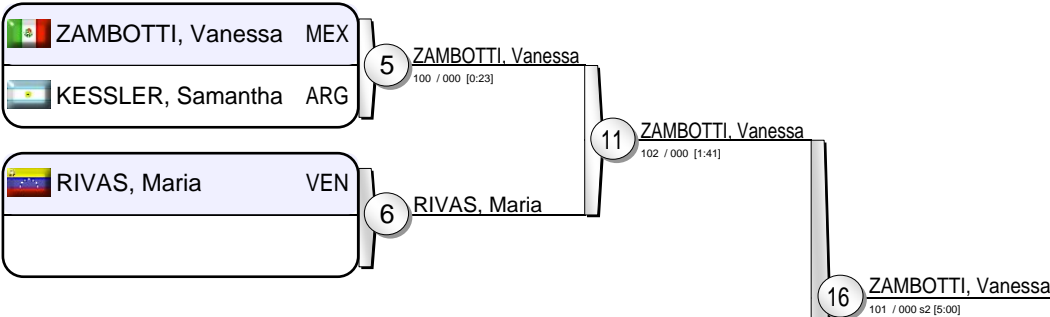 ZAMBOTTI, Vanessa MEX
KESSLER, Samantha ARG
5
ZAMBOTTI, Vanessa
100 / 000 [0:23]
RIVAS, Maria VEN
6
RIVAS, Maria
11
ZAMBOTTI, Vanessa
102 / 000 [1:41]
16
ZAMBOTTI, Vanessa
101 / 000 s2 [5:00]